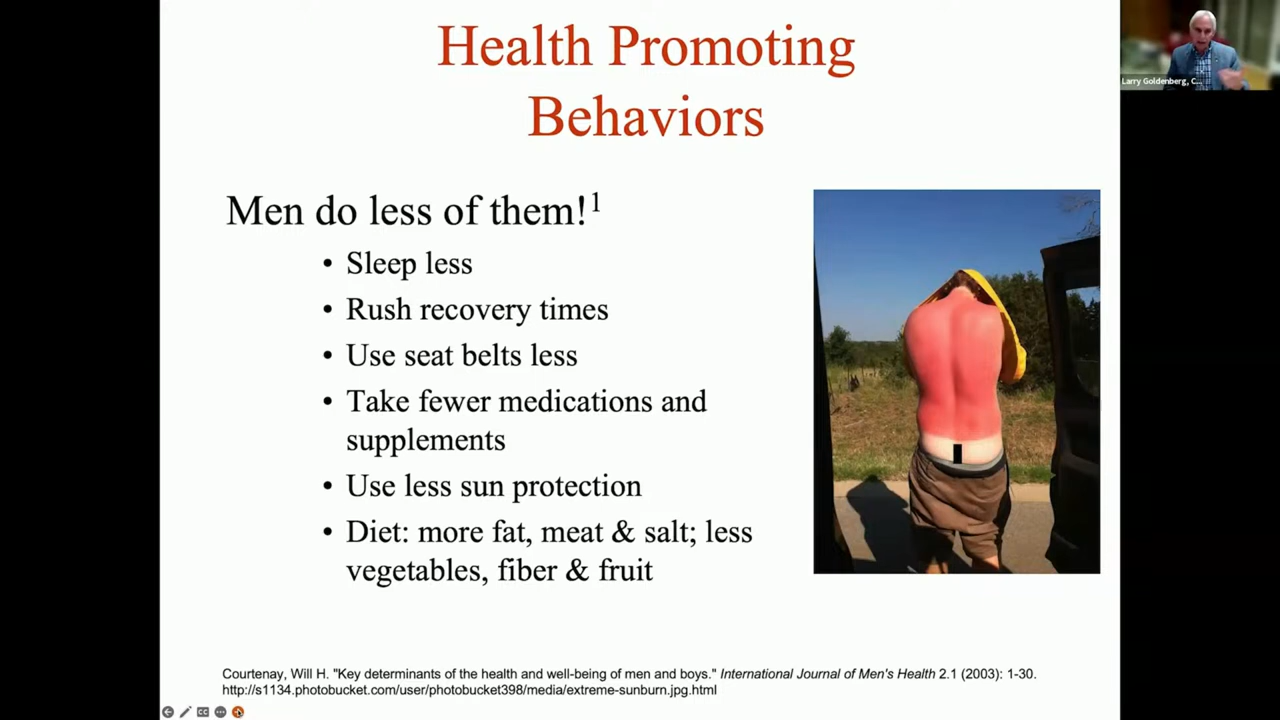 Health Promoting
Behaviors
Larry Goldenberg, C...
Men do less of them!¹
• Sleep less
• Rush recovery times
• Use seat belts less
• Take fewer medications and
supplements
• Use less sun protection
• Diet: more fat, meat & salt; less
vegetables, fiber & fruit
Courtenay, Will H. "Key determinants of the health and well-being of men and boys." International Journal of Men's Health 2.1 (2003): 1-30.
http://s1134.photobucket.com/user/photobucket398/media/extreme-sunburn.jpg.html
CC